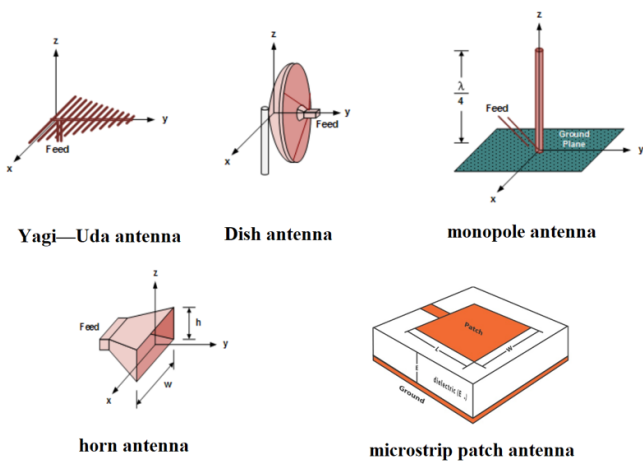 z
y
Feed
x
Yagi—Uda antenna
z
y
Feed
x
Dish antenna
z
λ
4
Feed
Ground
Plane
y
x
monopole antenna
z
Feed
h
y
x
w
horn antenna
Patch
L
W
dielectric (E
Ground
microstrip patch antenna